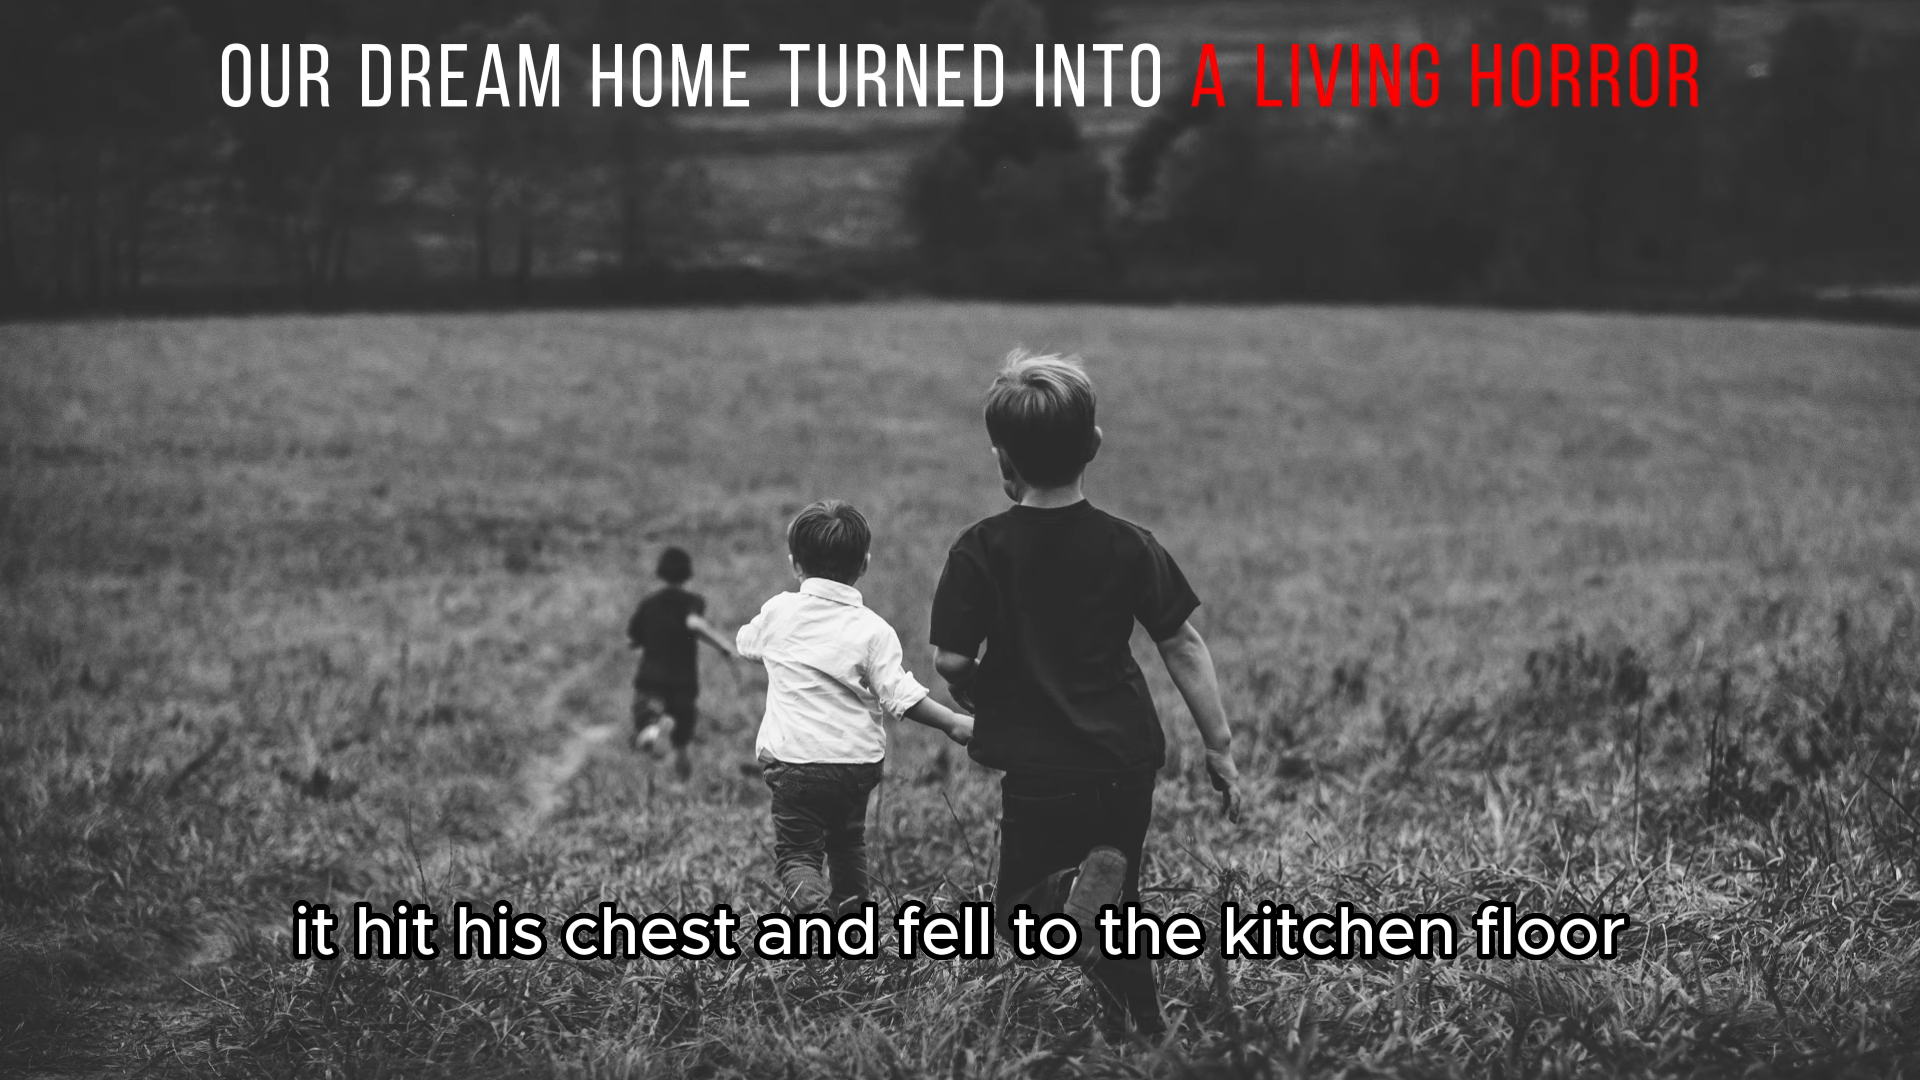 OUR DREAM HOME TURNED INTO A LIVING HORROR
it hit his chest and fell to the kitchen floor